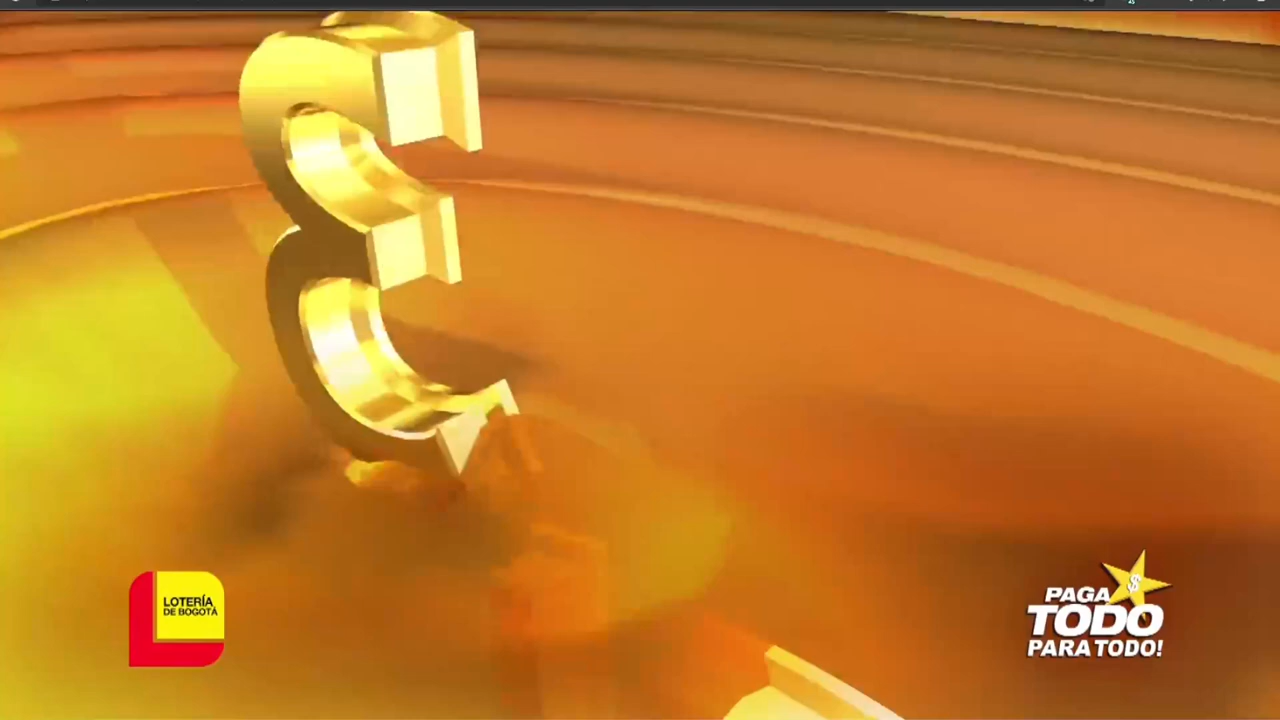 LOTERÍA
DE BOGOTÁ
$
PAGA
TODO
PARA TODO!